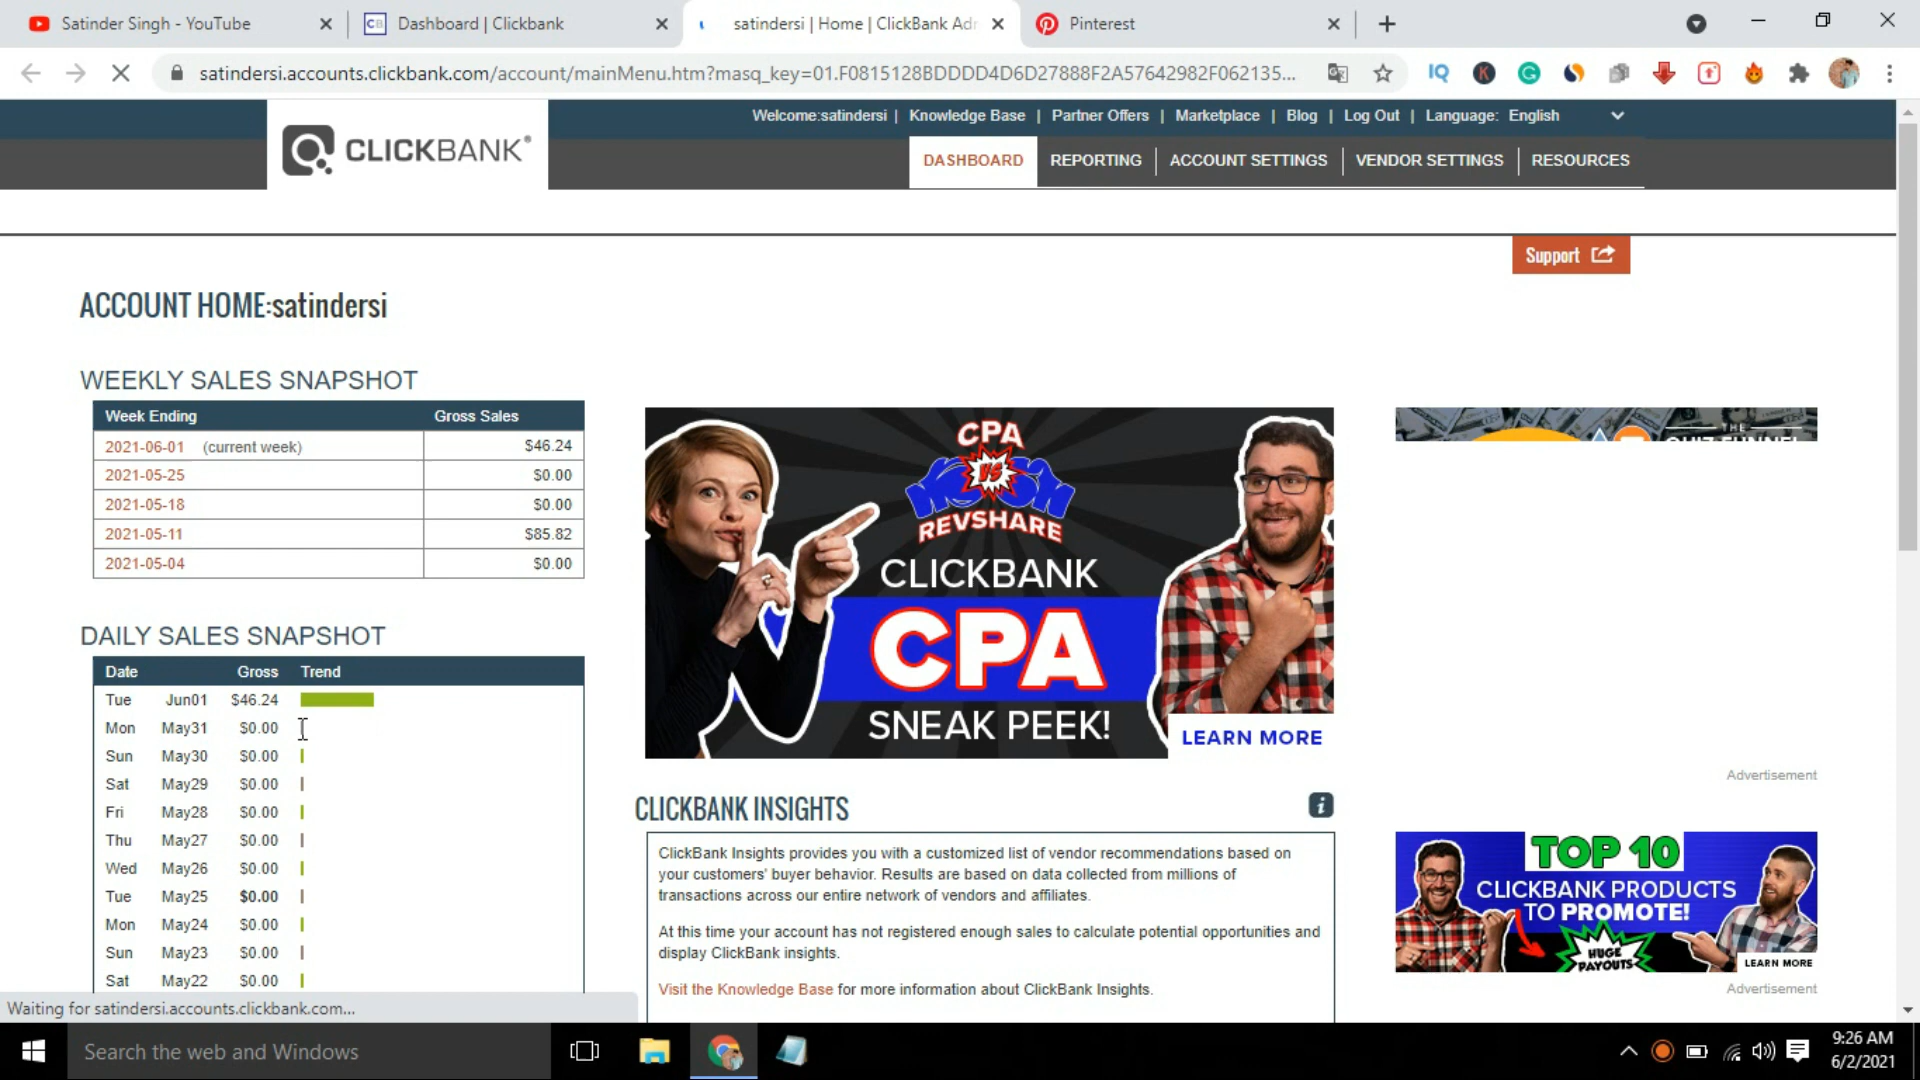 Satinder Singh - YouTube
Dashboard | Clickbank
satindersi | Home | ClickBank Adr
Pinterest
satindersi.accounts.clickbank.com/account/mainMenu.htm?masq_key=01.F0815128BDDDD4D6D27888F2A57642982F062135...
Welcome:satindersi | Knowledge Base | Partner Offers | Marketplace | Blog | Log Out | Language: English
CLICKBANK®
DASHBOARD REPORTING ACCOUNT SETTINGS VENDOR SETTINGS RESOURCES
Support
ACCOUNT HOME:satindersi
WEEKLY SALES SNAPSHOT
Week Ending Gross Sales
2021-06-01 (current week) $46.24
2021-05-25 $0.00
2021-05-18 $0.00
2021-05-11 $85.82
2021-05-04 $0.00
DAILY SALES SNAPSHOT
Date Gross Trend
Tue Jun01 $46.24
Mon May31 $0.00
Sun May30 $0.00
Sat May29 $0.00
Fri May28 $0.00
Thu May27 $0.00
Wed May26 $0.00
Tue May25 $0.00
Mon May24 $0.00
Sun May23 $0.00
Sat May22 $0.00
CPA
VS
REVSHARE
CLICKBANK
CPA
SNEAK PEEK!
LEARN MORE
THE
Advertisement
CLICKBANK INSIGHTS
ClickBank Insights provides you with a customized list of vendor recommendations based on
your customers' buyer behavior. Results are based on data collected from millions of
transactions across our entire network of vendors and affiliates.
At this time your account has not registered enough sales to calculate potential opportunities and
display ClickBank insights.
Visit the Knowledge Base for more information about ClickBank Insights.
TOP 10
CLICKBANK PRODUCTS
TO PROMOTE!
HUGE
PAYOUTS
LEARN MORE
Advertisement
Waiting for satindersi.accounts.clickbank.com...
Search the web and Windows
9:26 AM
6/2/2021